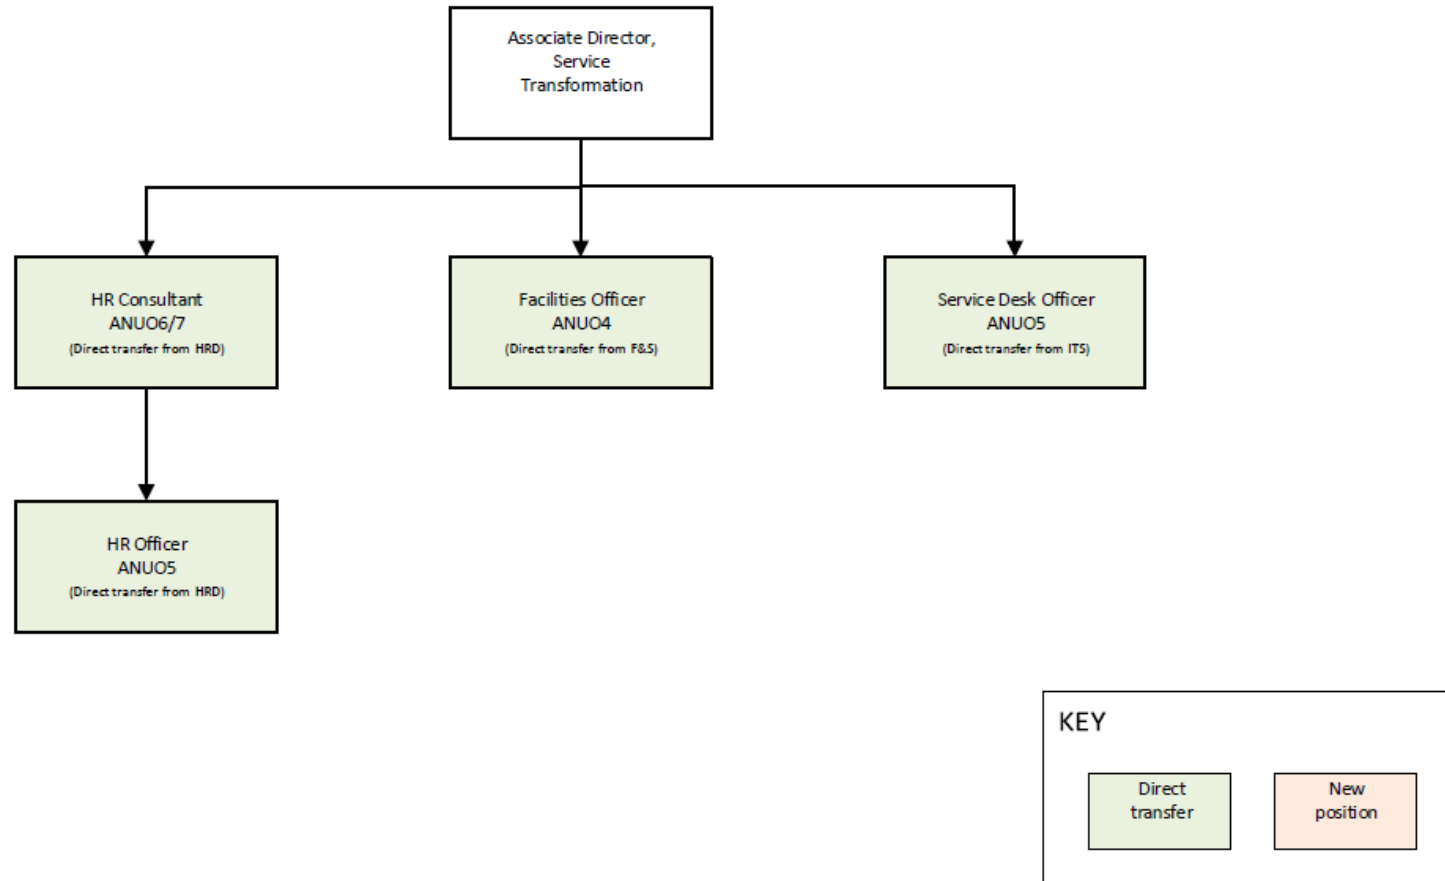 Associate Director,
Service
Transformation
HR Consultant
ANUO6/7
(Direct transfer from HRD)
Facilities Officer
ANUO4
(Direct transfer from F&S)
Service Desk Officer
ANUO5
(Direct transfer from ITS)
HR Officer
ANUO5
(Direct transfer from HRD)
KEY
Direct
transfer
New
position